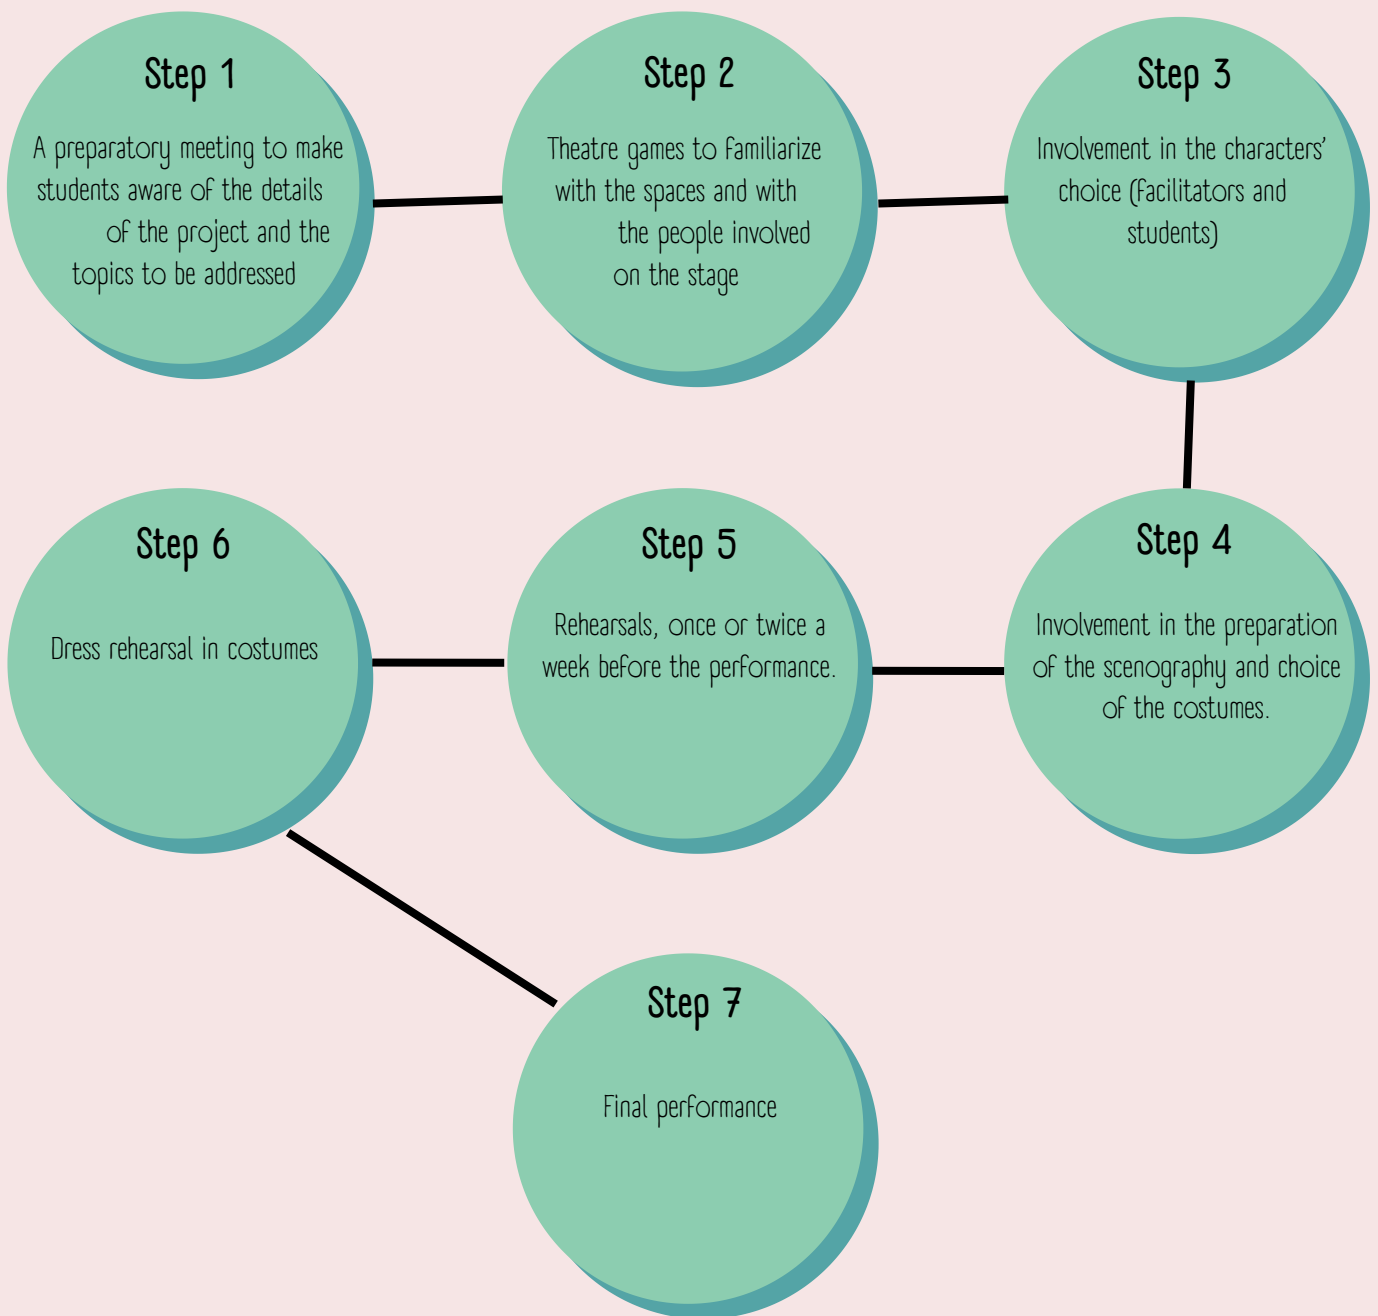 Step 1
A preparatory meeting to make
students aware of the details
of the project and the
topics to be addressed
Step 2
Theatre games to familiarize
with the spaces and with
the people involved
on the stage
Step 3
Involvement in the characters’
choice (facilitators and
students)
Step 4
Involvement in the preparation
of the scenography and choice
of the costumes.
Step 5
Rehearsals, once or twice a
week before the performance.
Step 6
Dress rehearsal in costumes
Step 7
Final performance